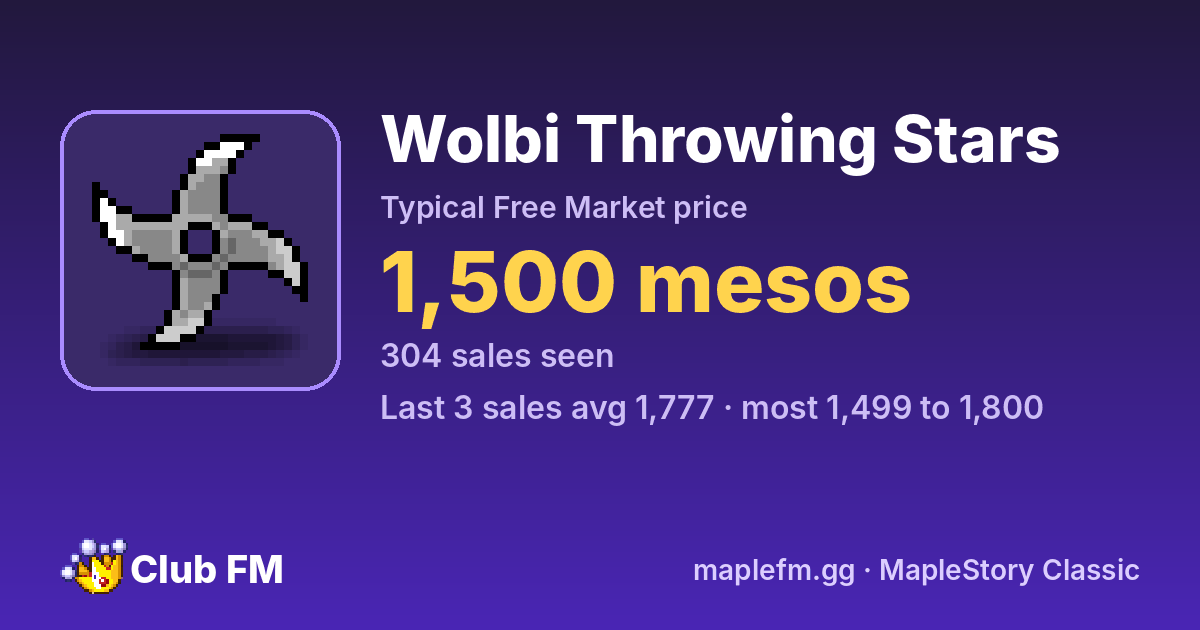 Wolbi Throwing Stars
Typical Free Market price
1,500 mesos
304 sales seen
Last 3 sales avg 1,777 · most 1,499 to 1,800
Club FM
maplefm.gg · MapleStory Classic